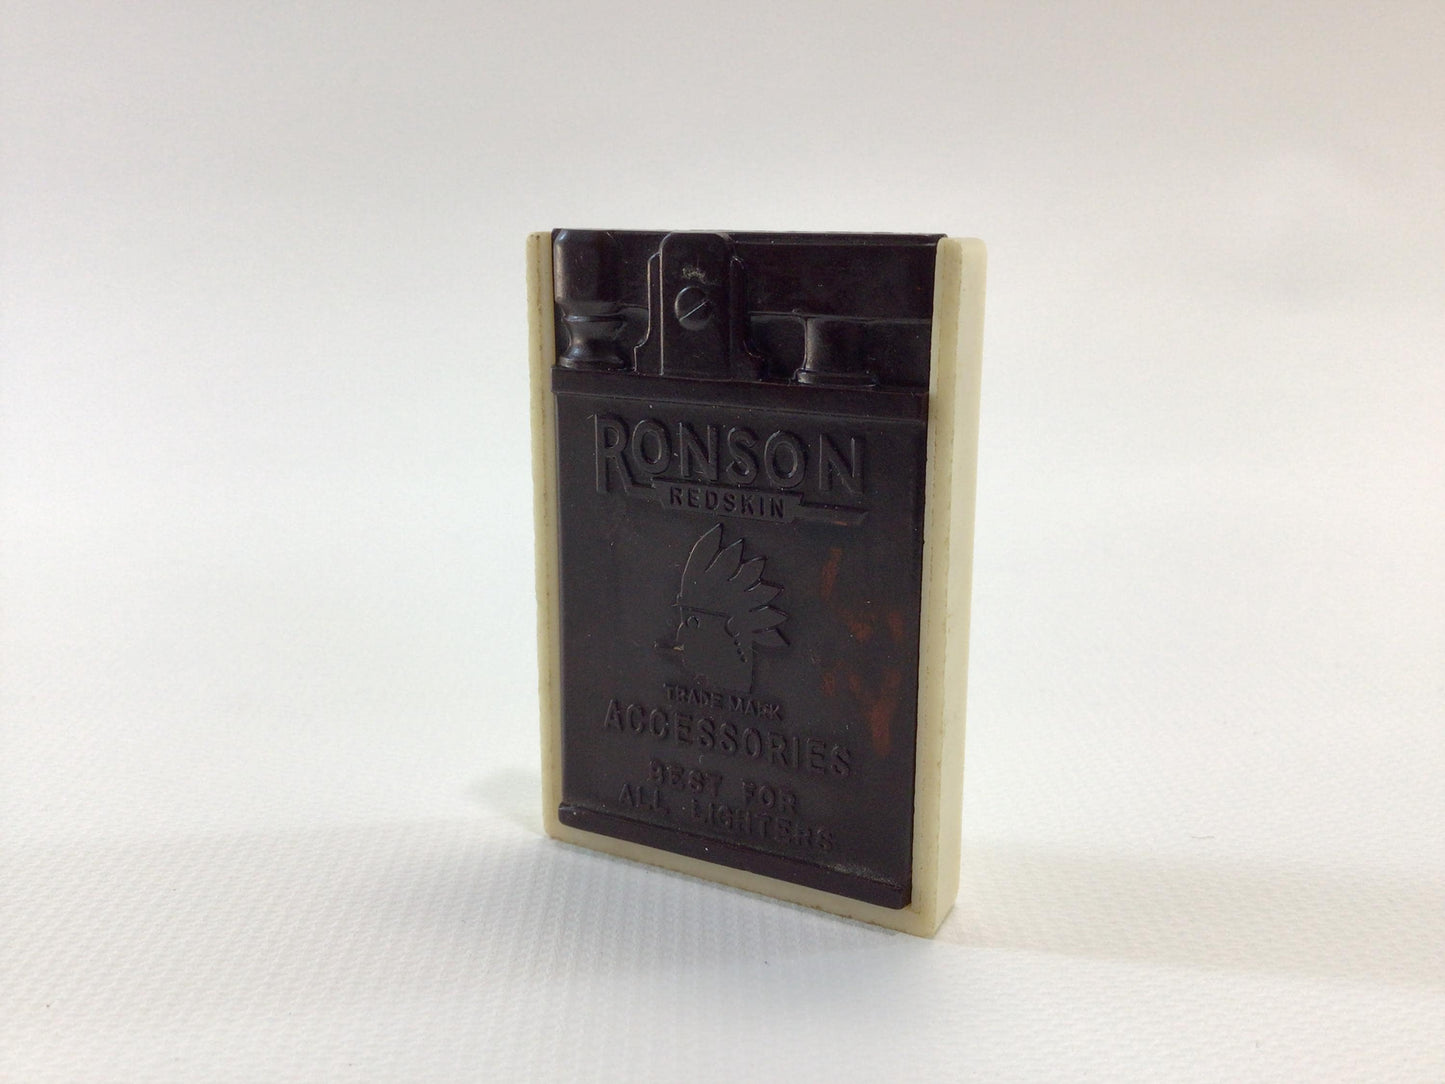 RONSON
REDSKIN
TRADE MARK
ACCESSORIES
BEST FOR
ALL LIGHTERS